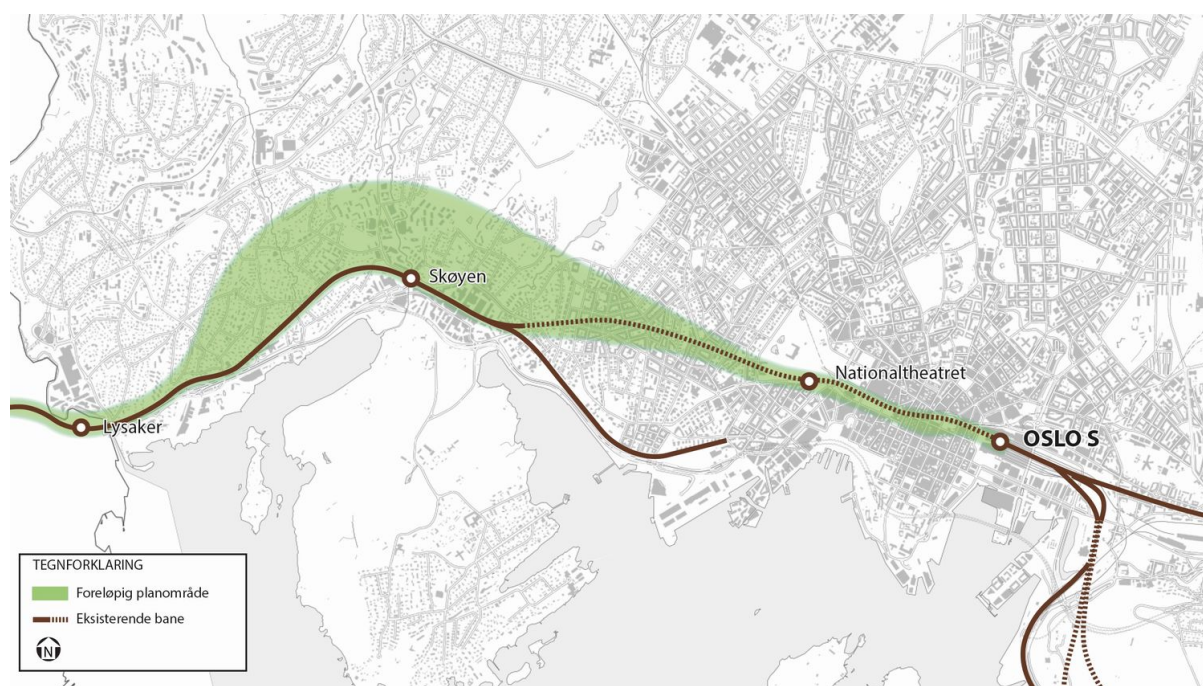 Skøyen
Nationaltheatret
Lysaker
OSLO S
TEGNFORKLARING
Foreløpig planområde
Eksisterende bane
N